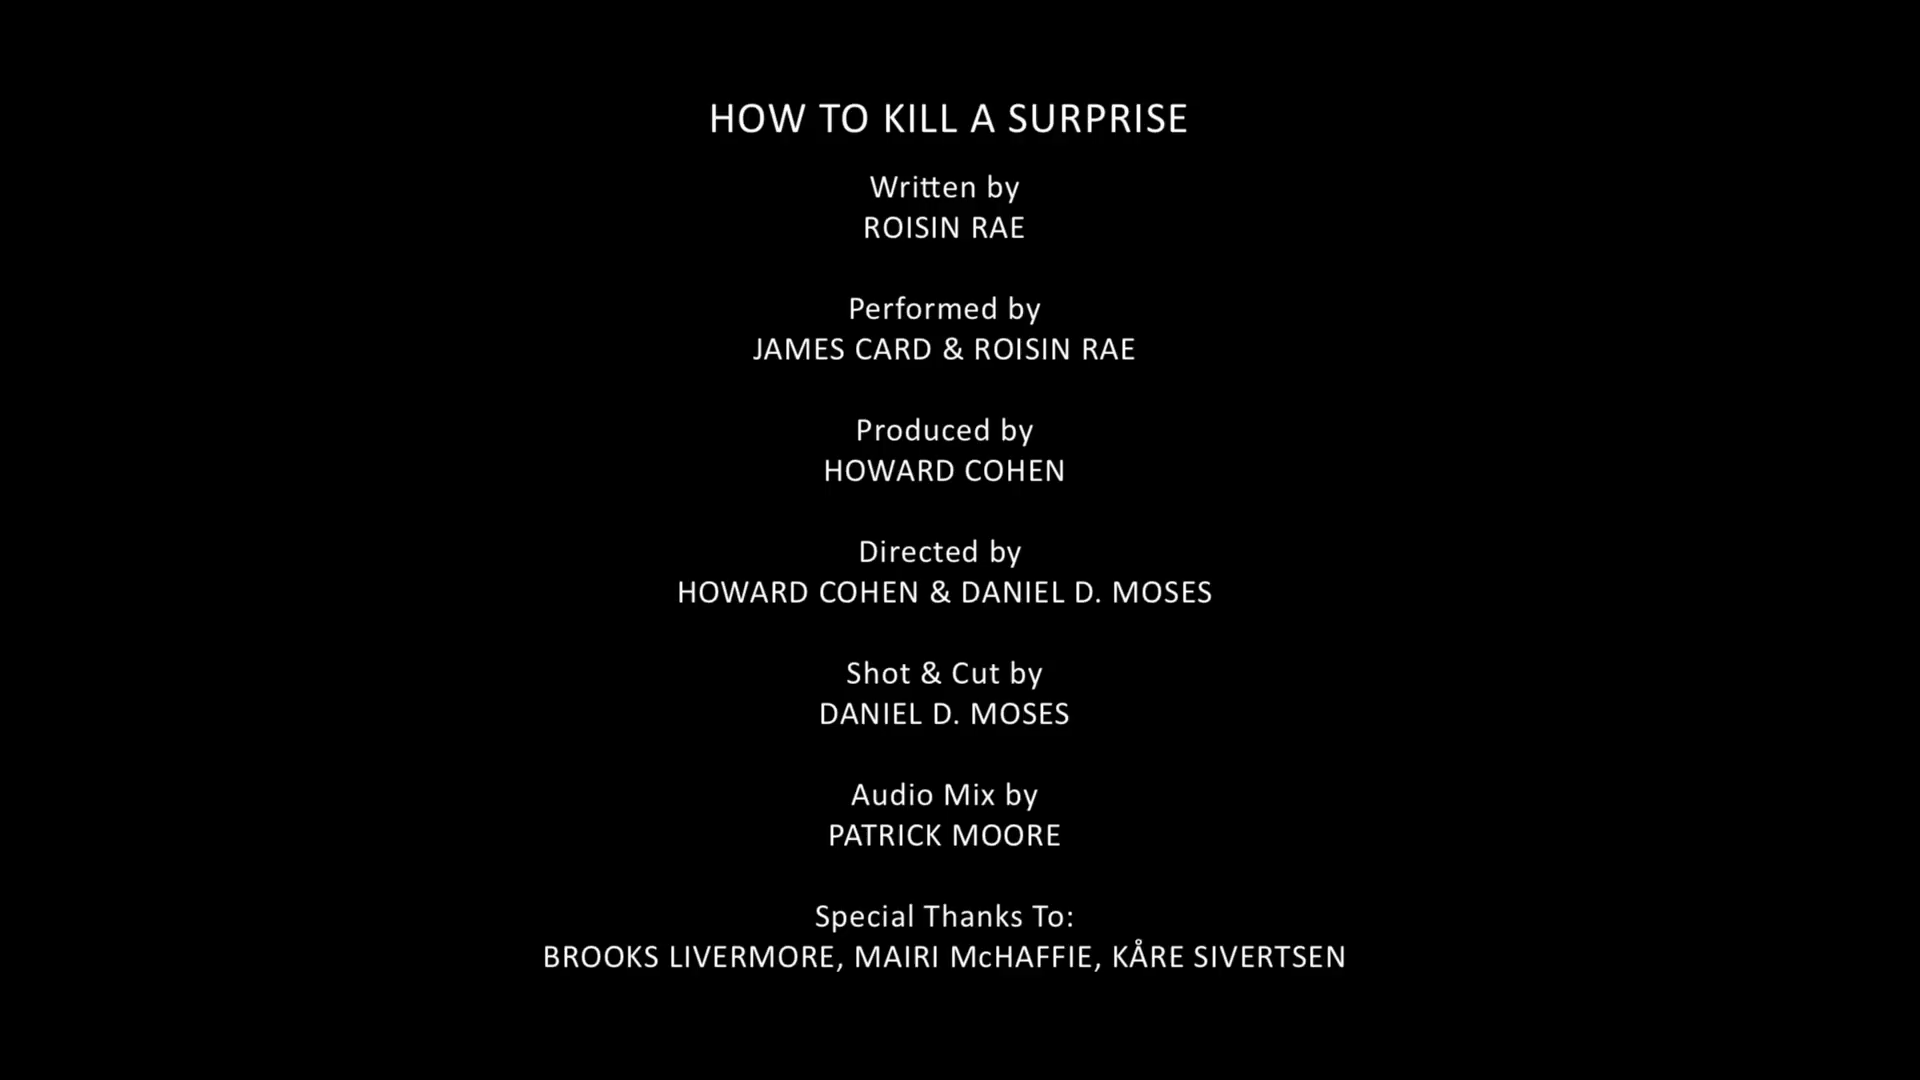 HOW TO KILL A SURPRISE
Written by
ROISIN RAE
Performed by
JAMES CARD & ROISIN RAE
Produced by
HOWARD COHEN
Directed by
HOWARD COHEN & DANIEL D. MOSES
Shot & Cut by
DANIEL D. MOSES
Audio Mix by
PATRICK MOORE
Special Thanks To:
BROOKS LIVERMORE, MAIRI McHAFFIE, KÅRE SIVERTSEN